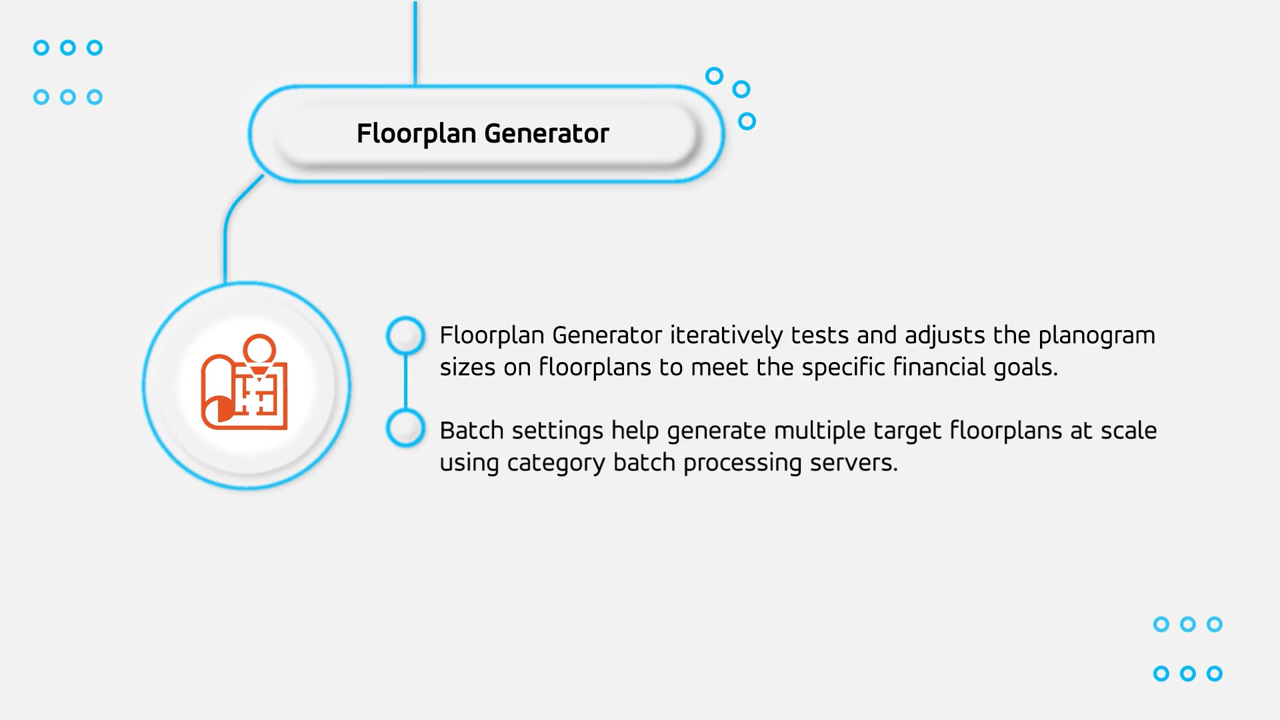 Floorplan Generator
Floorplan Generator iteratively tests and adjusts the planogram
sizes on floorplans to meet the specific financial goals.
Batch settings help generate multiple target floorplans at scale
using category batch processing servers.